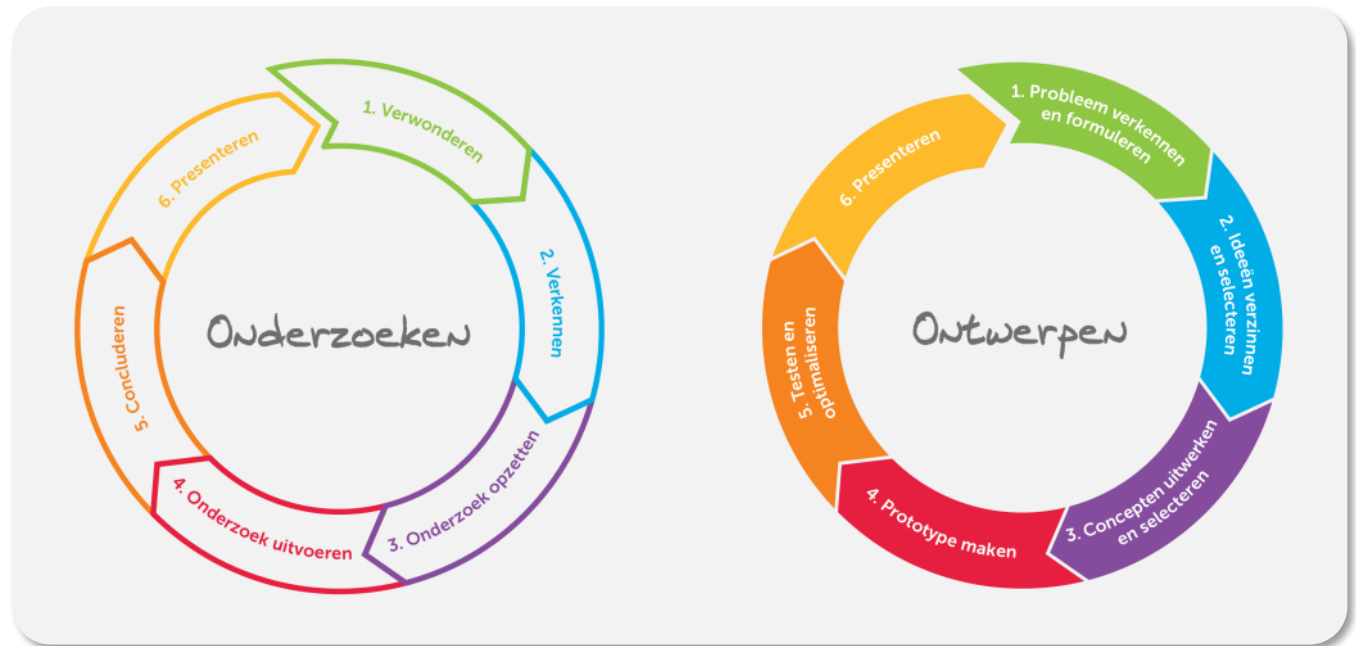 Onderzoeken
1. Verwonderen
2. Verkennen
3. Onderzoek opzetten
4. Onderzoek uitvoeren
5. Concluderen
6. Presenteren
Ontwerpen
1. Probleem verkennen
en formuleren
2. Ideeën verzinnen
en selecteren
3. Concepten uitwerken
en selecteren
4. Prototype maken
5. Testen en
optimaliseren
6. Presenteren